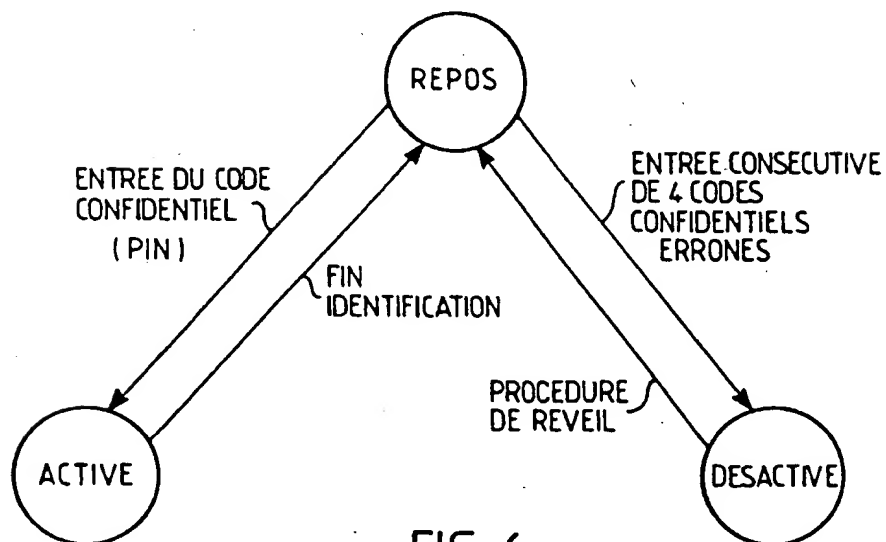 REPOS
ENTREE DU CODE
CONFIDENTIEL
(PIN)
ENTREE CONSECUTIVE
DE 4 CODES
CONFIDENTIELS
ERRONES
FIN
IDENTIFICATION
PROCEDURE
DE REVEIL
ACTIVE
DESACTIVE